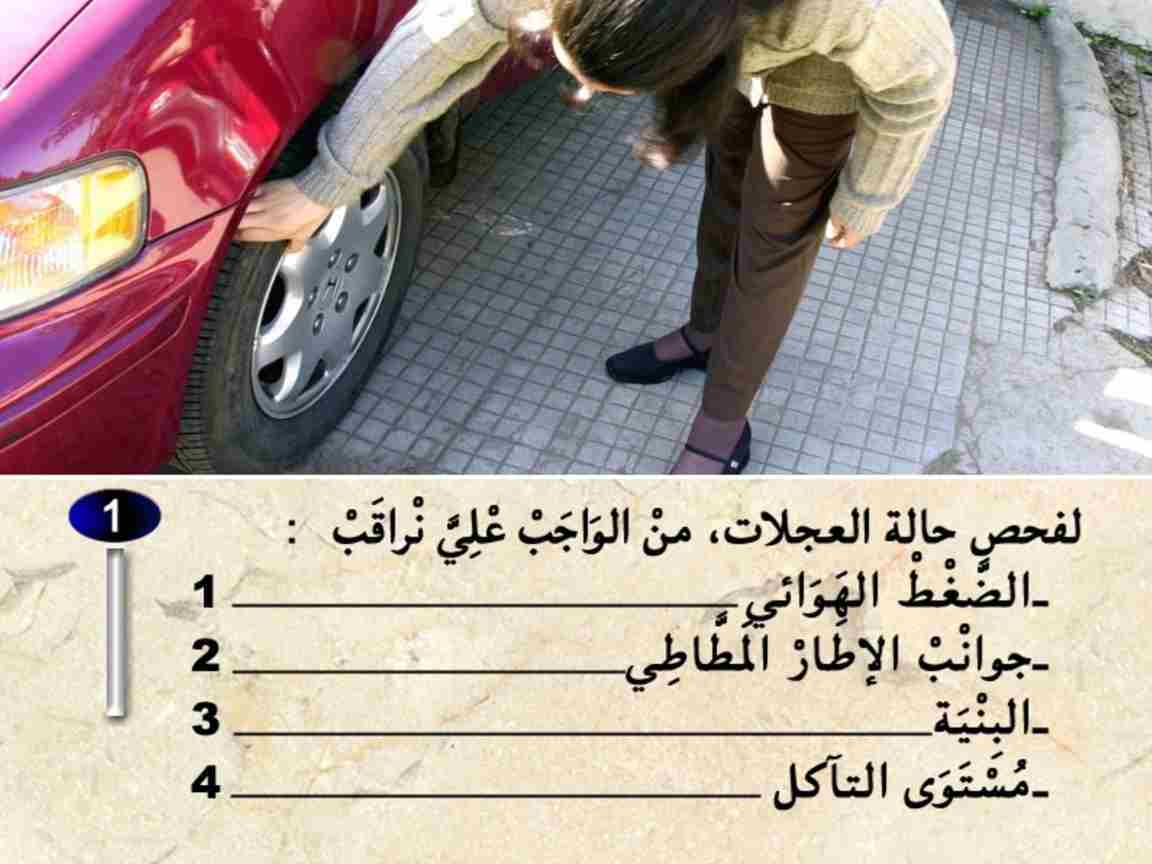 1
لفحص حالة العجلات، منْ الوَاجَبْ عْلِيَّ نْراقَبْ :
ـالضَّغْطْ الهَوَائي 1
ـجوانْبْ الإطارْ المَطَّاطِي 2
ـالبِنْيَة 3
ـمُسْتَوَى التآكل 4